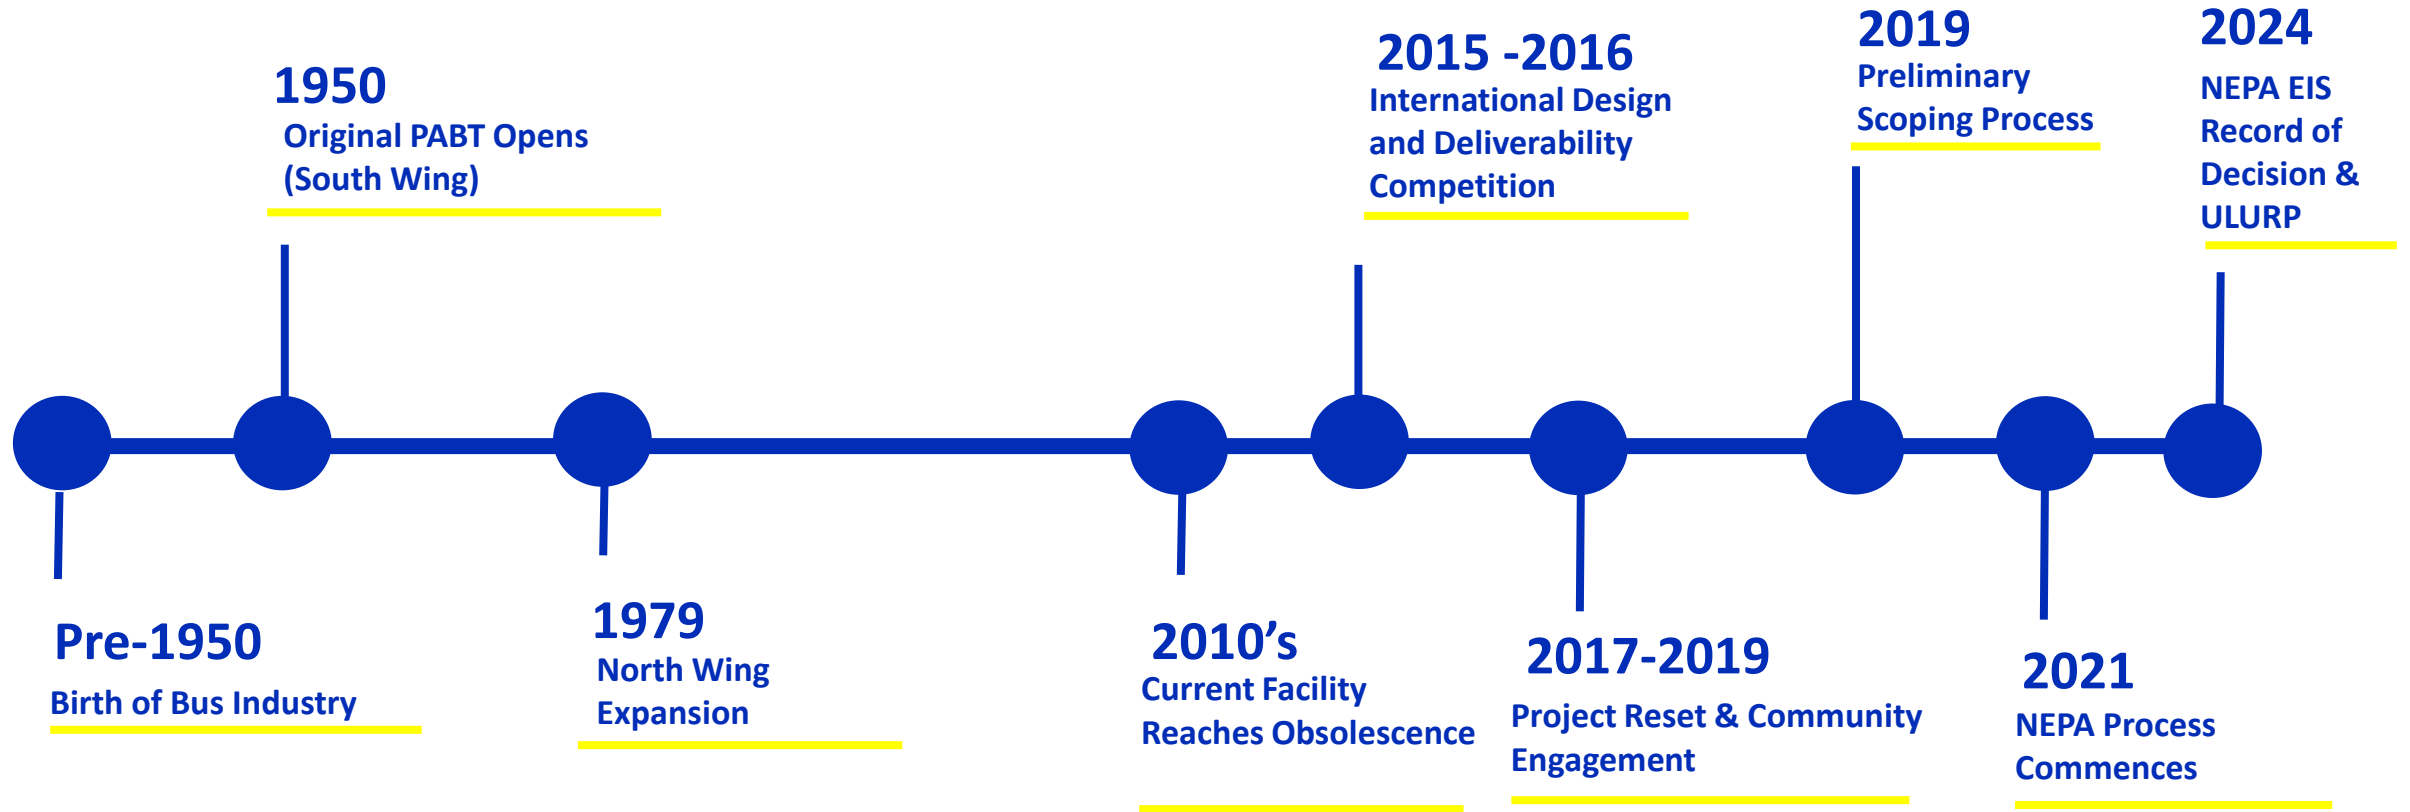 Pre-1950
Birth of Bus Industry
1950
Original PABT Opens
(South Wing)
1979
North Wing
Expansion
2010’s
Current Facility
Reaches Obsolescence
2015 -2016
International Design
and Deliverability
Competition
2017-2019
Project Reset & Community
Engagement
2019
Preliminary
Scoping Process
2021
NEPA Process
Commences
2024
NEPA EIS
Record of
Decision &
ULURP